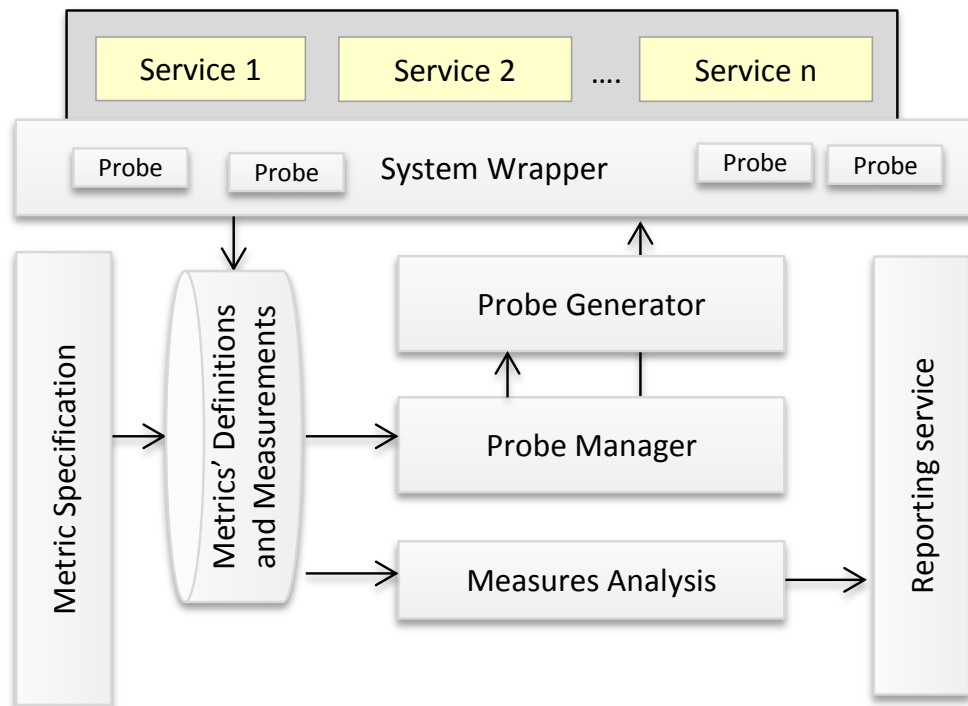 Service 1
Service 2
....
Service n
Probe
Probe
System Wrapper
Probe
Probe
Metric Specification
Metrics’ Definitions
and Measurements
Probe Generator
Probe Manager
Measures Analysis
Reporting service